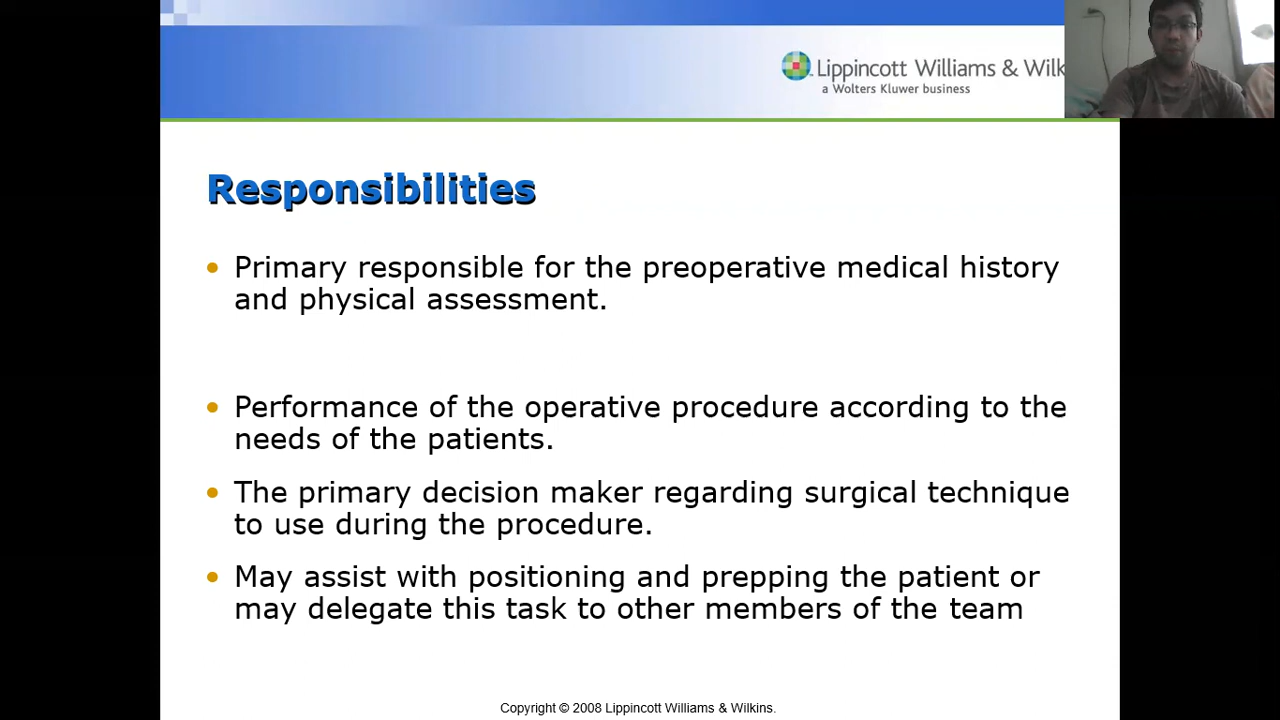 Lippincott Williams & Wilk
a Wolters Kluwer business
Responsibilities
• Primary responsible for the preoperative medical history
and physical assessment.
• Performance of the operative procedure according to the
needs of the patients.
• The primary decision maker regarding surgical technique
to use during the procedure.
• May assist with positioning and prepping the patient or
may delegate this task to other members of the team
Copyright © 2008 Lippincott Williams & Wilkins.